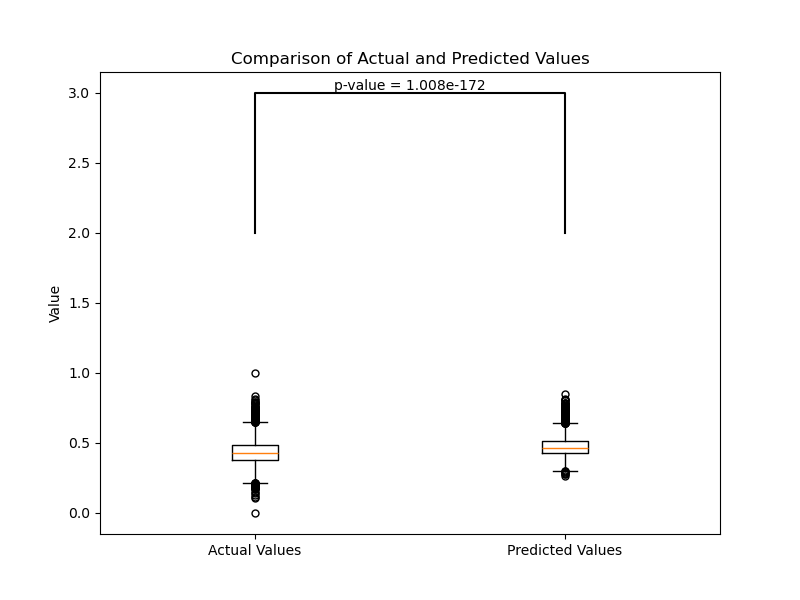 Comparison of Actual and Predicted Values
p-value = 1.008e-172
3.0
2.5
2.0
1.5
1.0
0.5
0.0
Value
Actual Values
Predicted Values